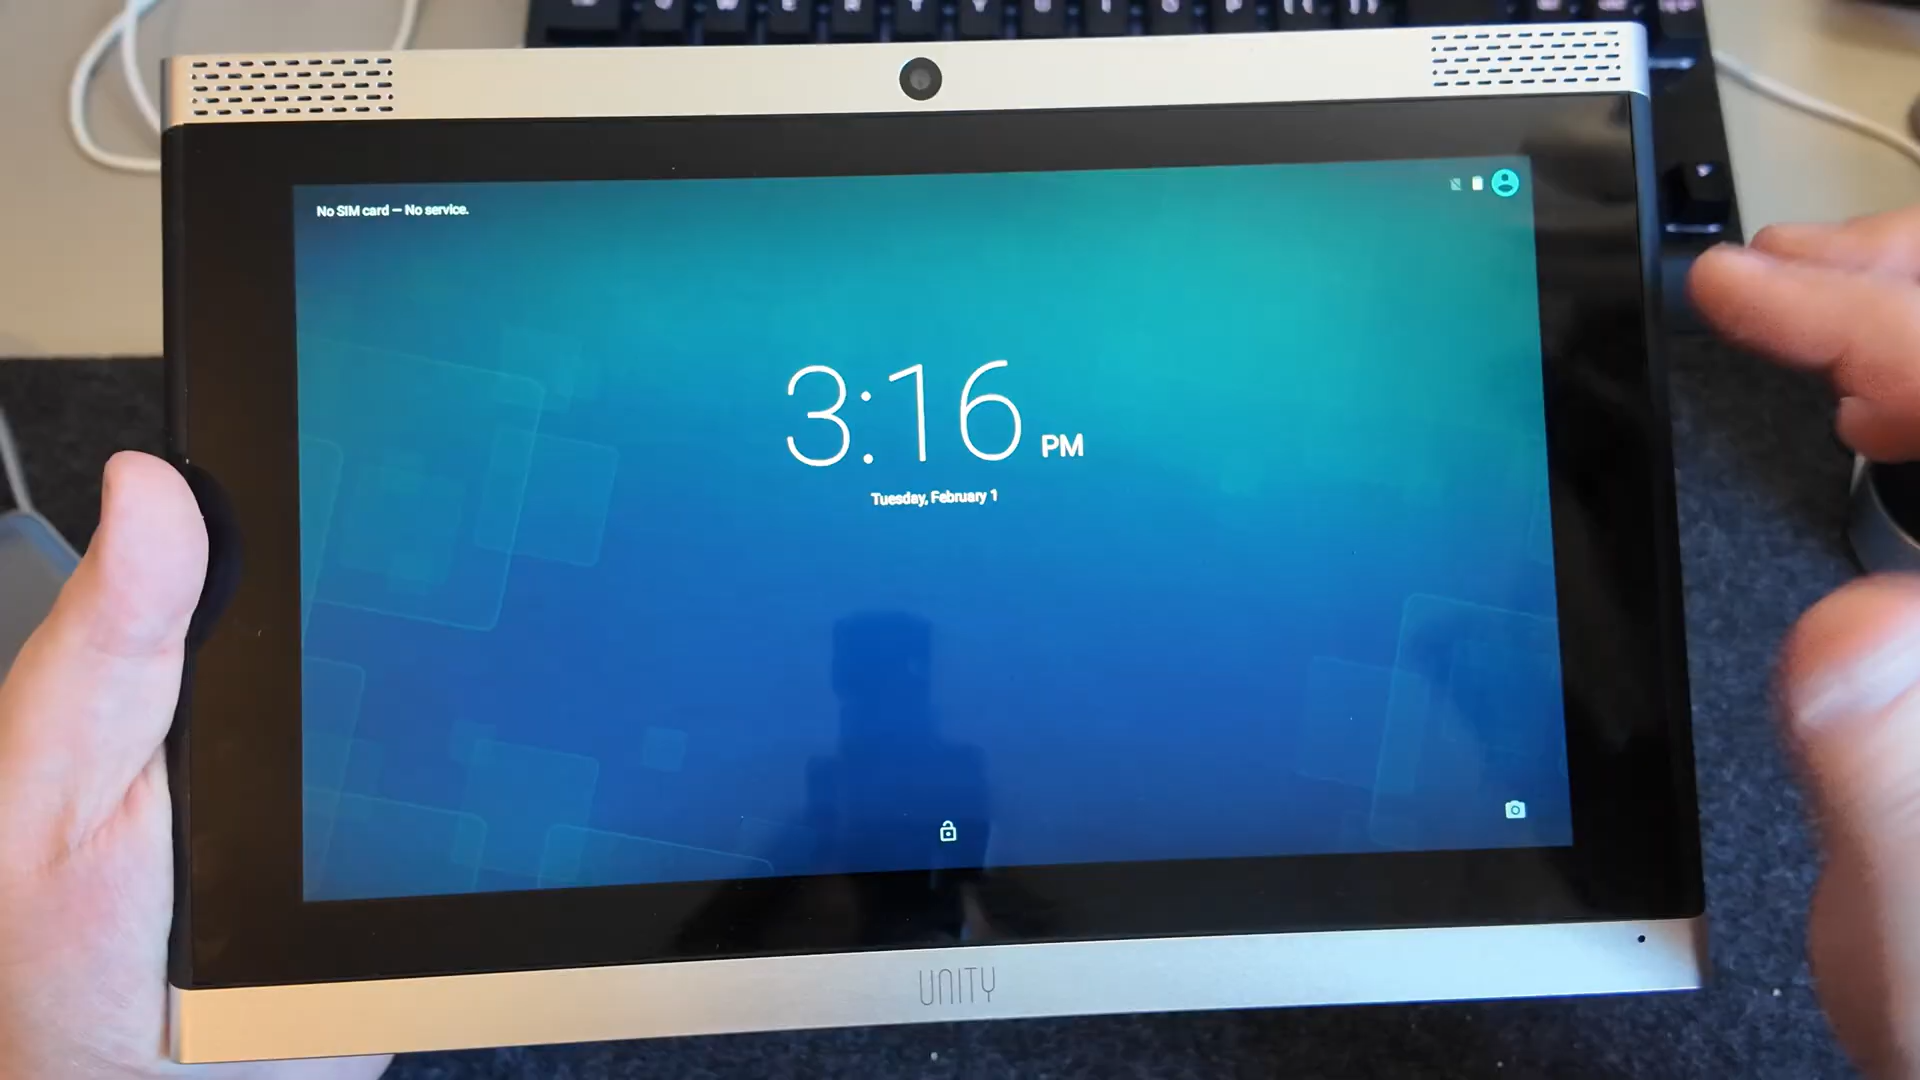 No SIM card — No service.
3:16 PM
Tuesday, February 1
UNITY